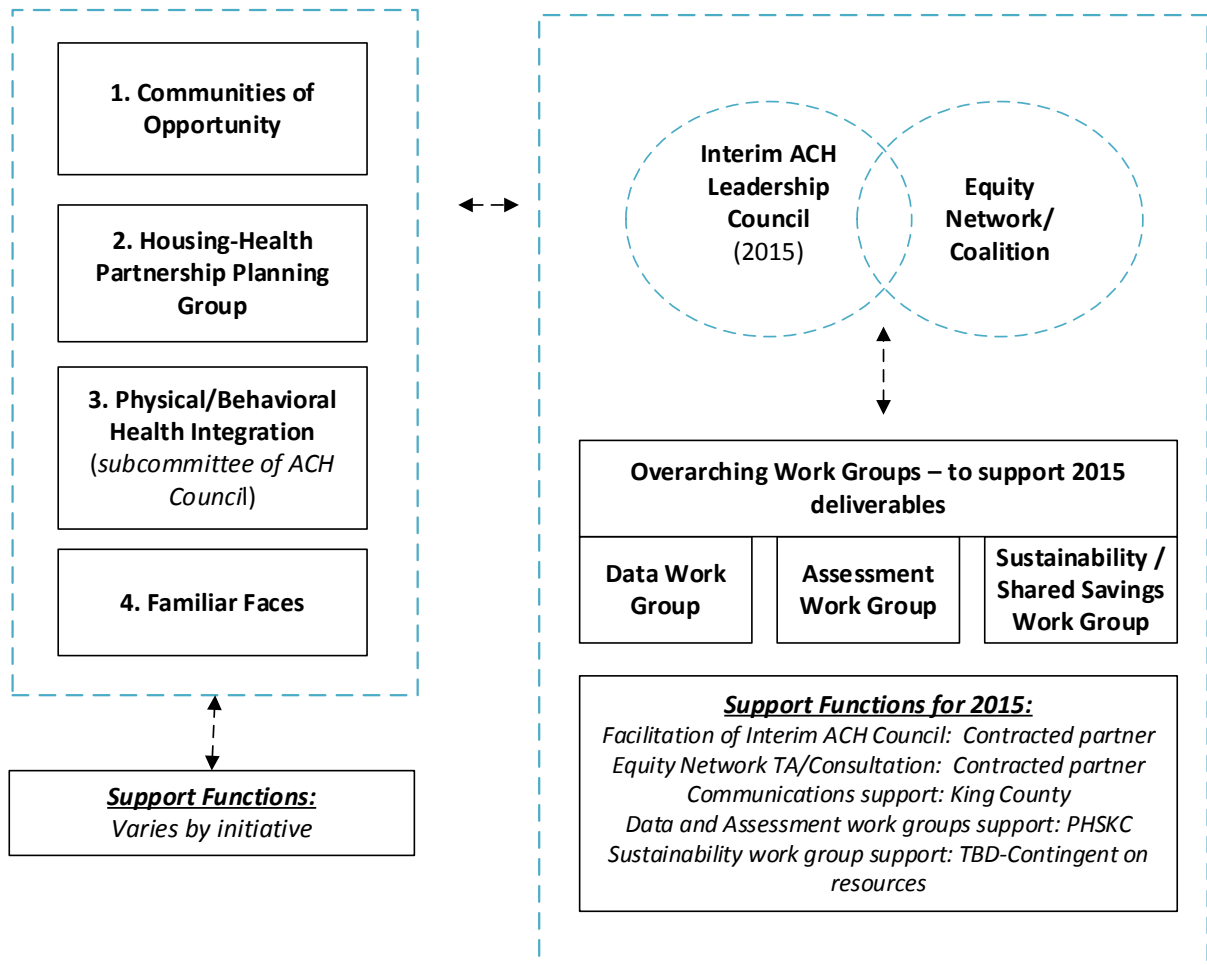 1. Communities of
Opportunity
2. Housing-Health
Partnership Planning
Group
3. Physical/Behavioral
Health Integration
(subcommittee of ACH
Council)
4. Familiar Faces
Support Functions:
Varies by initiative
Interim ACH
Leadership
Council
(2015)
Equity
Network/
Coalition
Overarching Work Groups – to support 2015
deliverables
Data Work
Group
Assessment
Work Group
Sustainability /
Shared Savings
Work Group
Support Functions for 2015:
Facilitation of Interim ACH Council:  Contracted partner
Equity Network TA/Consultation:  Contracted partner
Communications support: King County
Data and Assessment work groups support: PHSKC
Sustainability work group support: TBD-Contingent on
resources